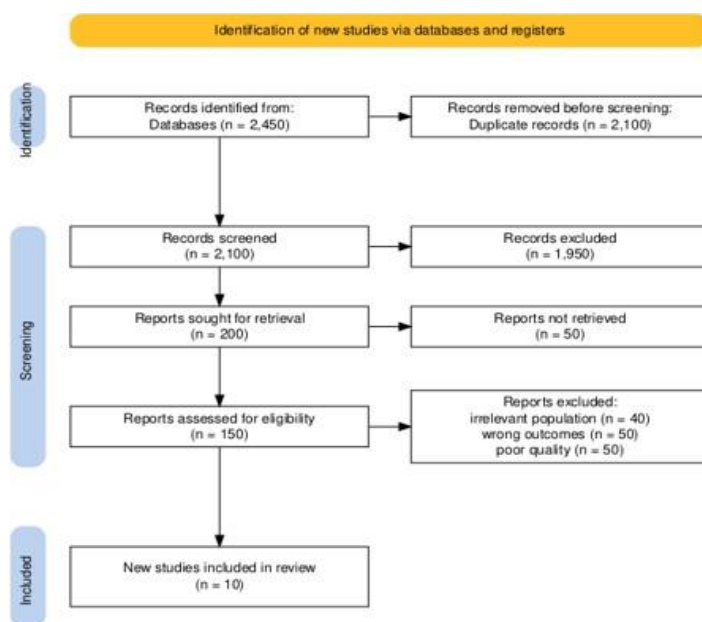 Identification of new studies via databases and registers
Identification
Records identified from:
Databases (n = 2,450)
Records removed before screening:
Duplicate records (n = 2,100)
Screening
Records screened
(n = 2,100)
Records excluded
(n = 1,950)
Reports sought for retrieval
(n = 200)
Reports not retrieved
(n = 50)
Reports assessed for eligibility
(n = 150)
Reports excluded:
irrelevant population (n = 40)
wrong outcomes (n = 50)
poor quality (n = 50)
Included
New studies included in review
(n = 10)